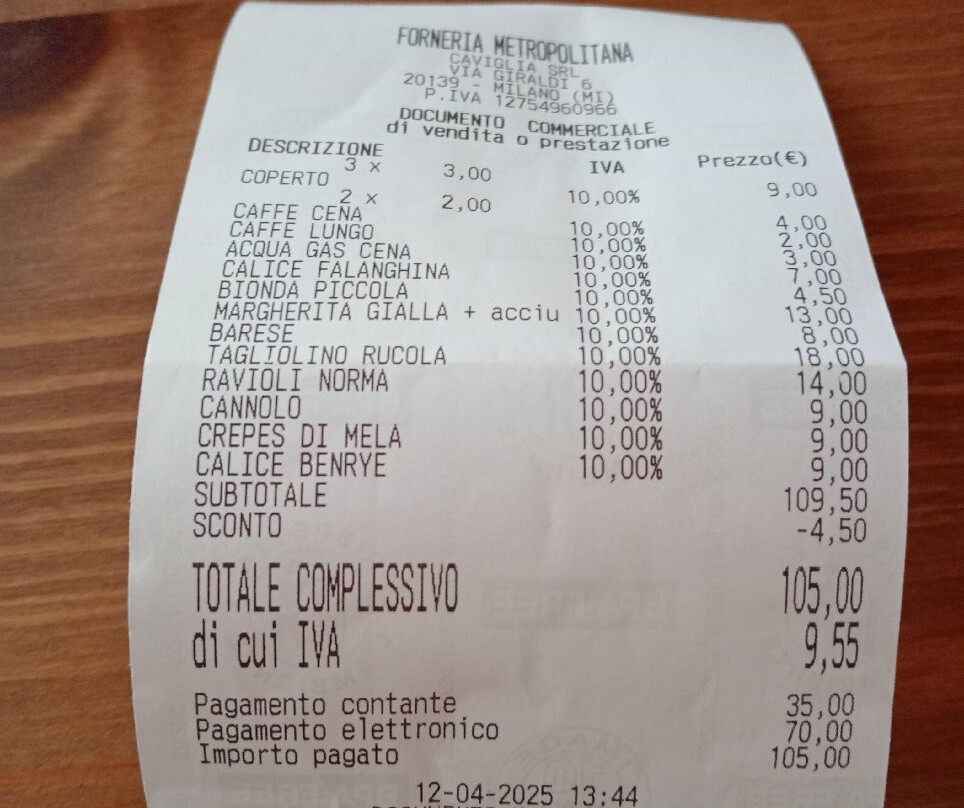 FORNERIA METROPOLITANA
CAVIGLIA SRL
VIA GIRALDI 6
20139 - MILANO (MI)
P.IVA 12754960966
DOCUMENTO COMMERCIALE
di vendita o prestazione
DESCRIZIONE IVA Prezzo(€)
3 x 3,00
COPERTO 10,00% 9,00
2 x 2,00
CAFFE CENA 10,00% 4,00
CAFFE LUNGO 10,00% 2,00
ACQUA GAS CENA 10,00% 3,00
CALICE FALANGHINA 10,00% 7,00
BIONDA PICCOLA 10,00% 4,50
MARGHERITA GIALLA + acciu 10,00% 13,00
BARESE 10,00% 8,00
TAGLIOLINO RUCOLA 10,00% 18,00
RAVIOLI NORMA 10,00% 14,00
CANNOLO 10,00% 9,00
CREPES DI MELA 10,00% 9,00
CALICE BENRYE 10,00% 9,00
SUBTOTALE 109,50
SCONTO -4,50
TOTALE COMPLESSIVO 105,00
di cui IVA 9,55
Pagamento contante 35,00
Pagamento elettronico 70,00
Importo pagato 105,00
12-04-2025 13:44